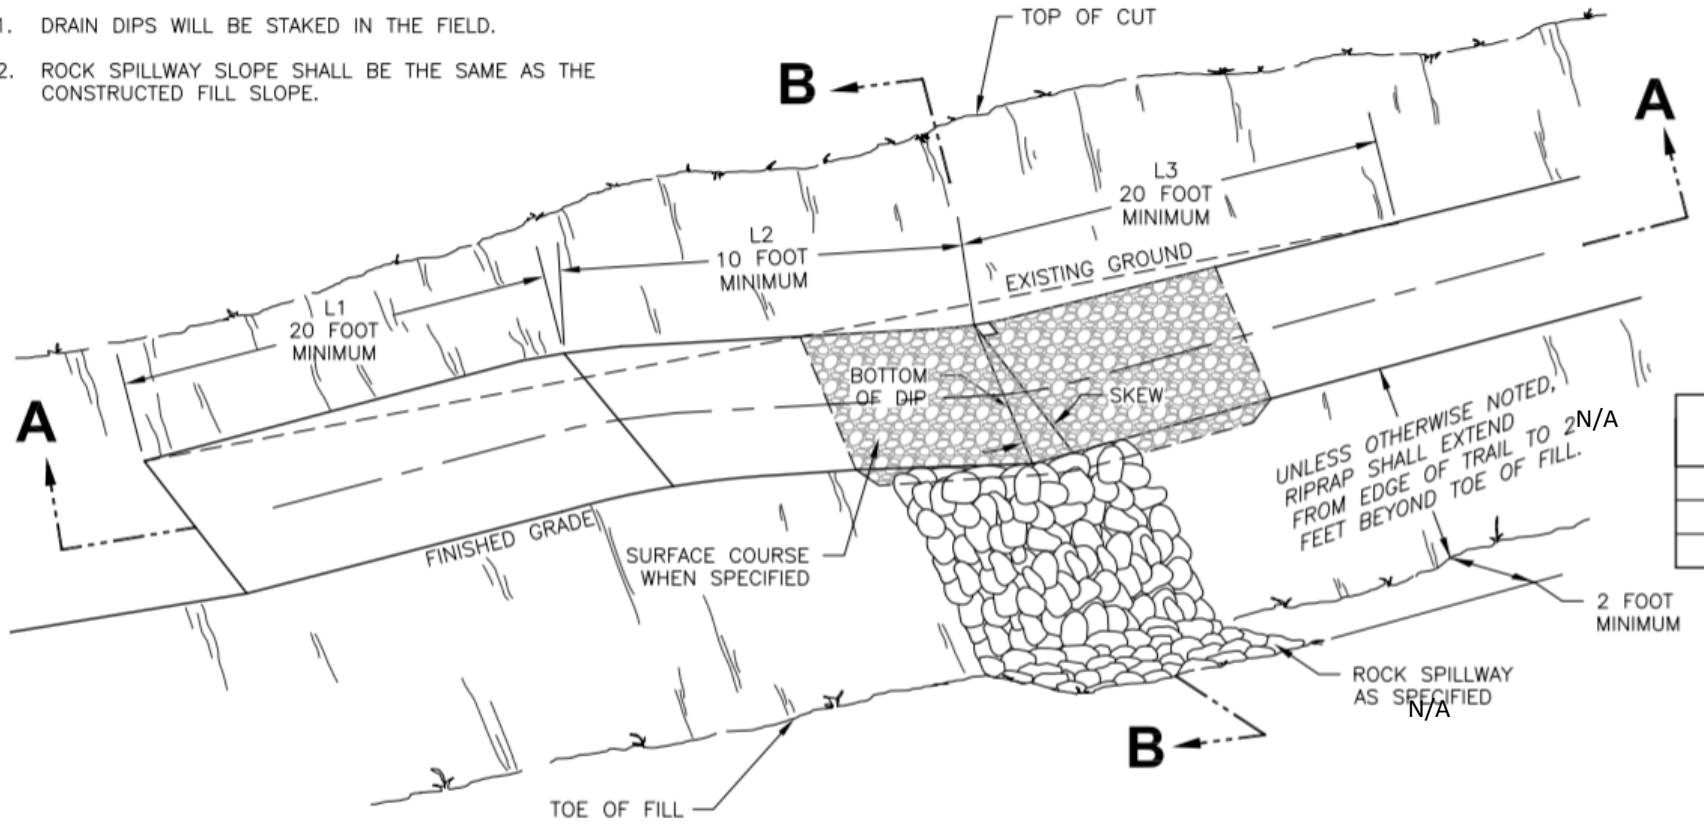 1. DRAIN DIPS WILL BE STAKED IN THE FIELD.
2. ROCK SPILLWAY SLOPE SHALL BE THE SAME AS THE
CONSTRUCTED FILL SLOPE.
TOP OF CUT
B
A
L3
20 FOOT
MINIMUM
L2
10 FOOT
MINIMUM
EXISTING GROUND
L1
20 FOOT
MINIMUM
BOTTOM
OF DIP
SKEW
A
UNLESS OTHERWISE NOTED,
RIPRAP SHALL EXTEND
FROM EDGE OF TRAIL TO 2
FEET BEYOND TOE OF FILL.
N/A
FINISHED GRADE
SURFACE COURSE
WHEN SPECIFIED
2 FOOT
MINIMUM
ROCK SPILLWAY
AS SPECIFIED
N/A
B
TOE OF FILL